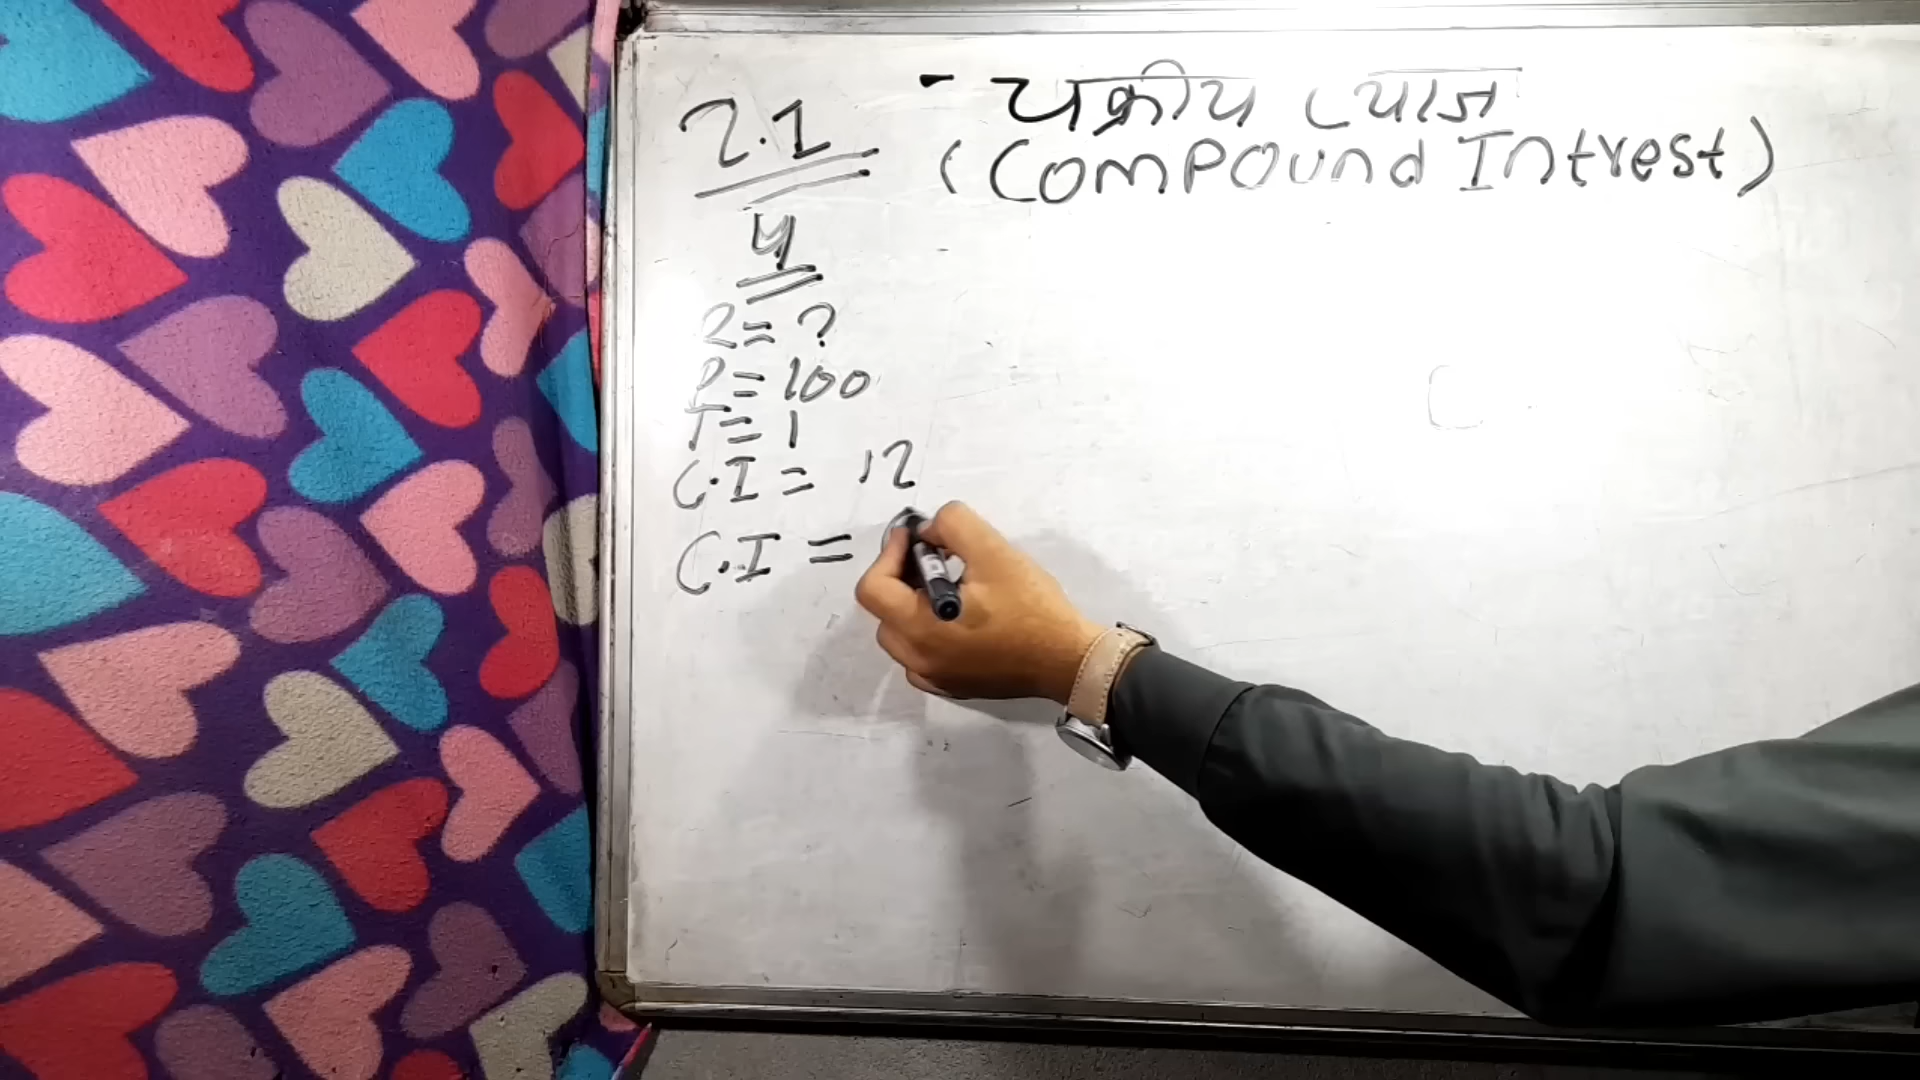 2.1
- चक्रीय ब्याज
(Compound Intrest)
4
R = ?
P = 100
T = 1
C.I = 12
C.I =